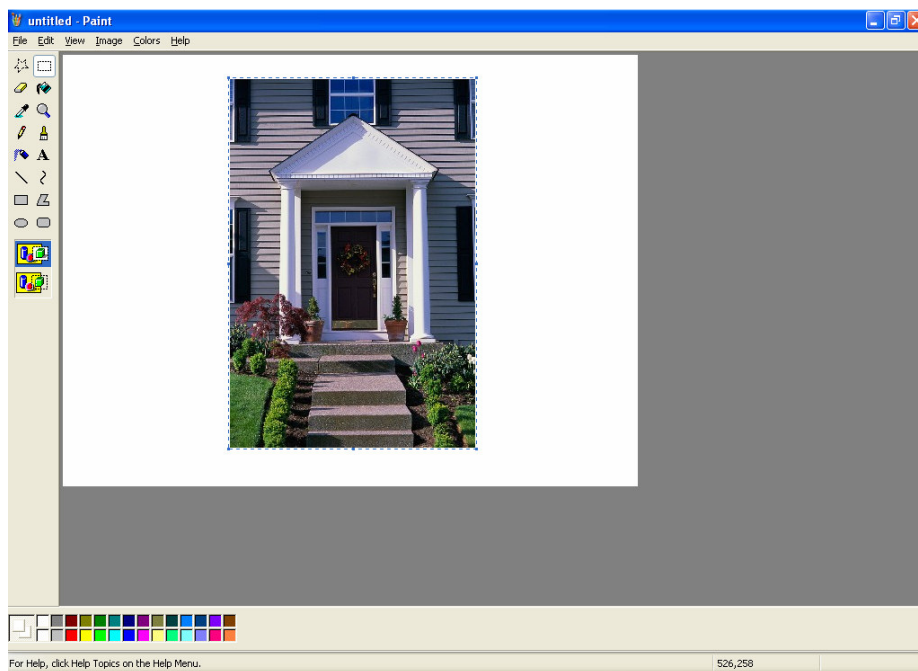 untitled - Paint
File Edit View Image Colors Help
A
For Help, click Help Topics on the Help Menu.
526,258